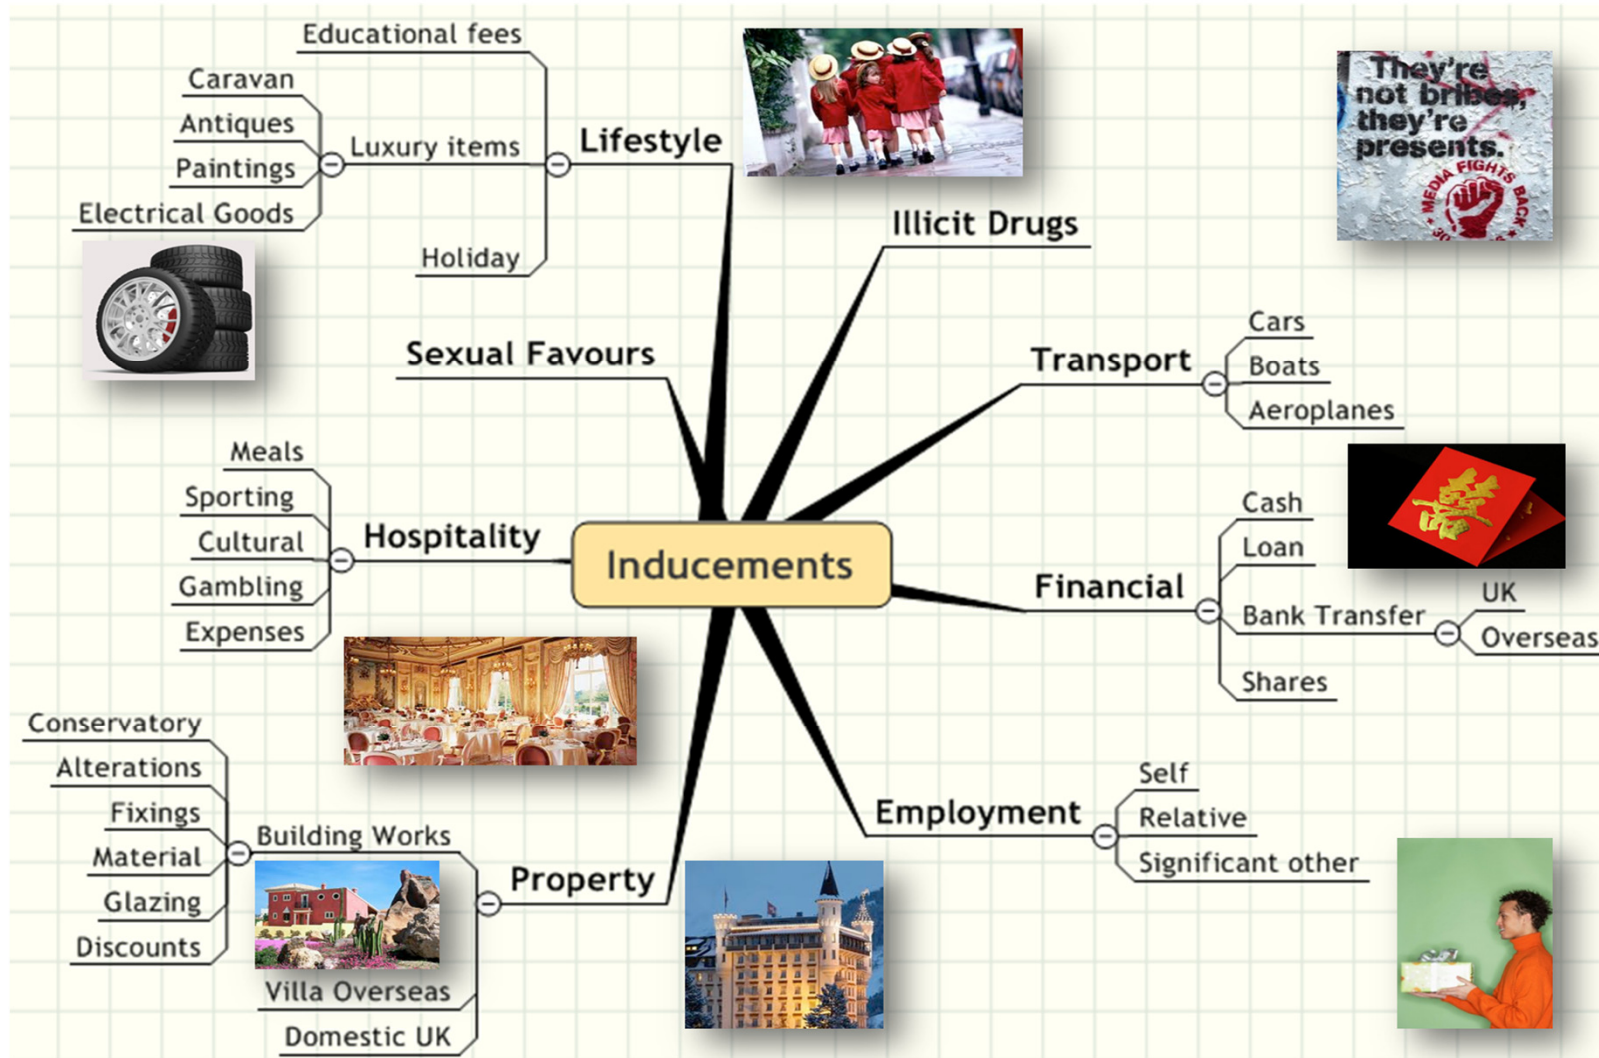 Educational fees
Caravan
Antiques
Paintings
Electrical Goods
Luxury items
Holiday
Lifestyle
They're
not bribes,
they're
presents.
MEDIA FIGHTS BACK
Illicit Drugs
Sexual Favours
Transport
Cars
Boats
Aeroplanes
Meals
Sporting
Cultural
Gambling
Expenses
Hospitality
Inducements
Financial
Cash
Loan
Bank Transfer
UK
Overseas
Shares
囍
Conservatory
Alterations
Fixings
Material
Glazing
Discounts
Building Works
Villa Overseas
Domestic UK
Property
Employment
Self
Relative
Significant other